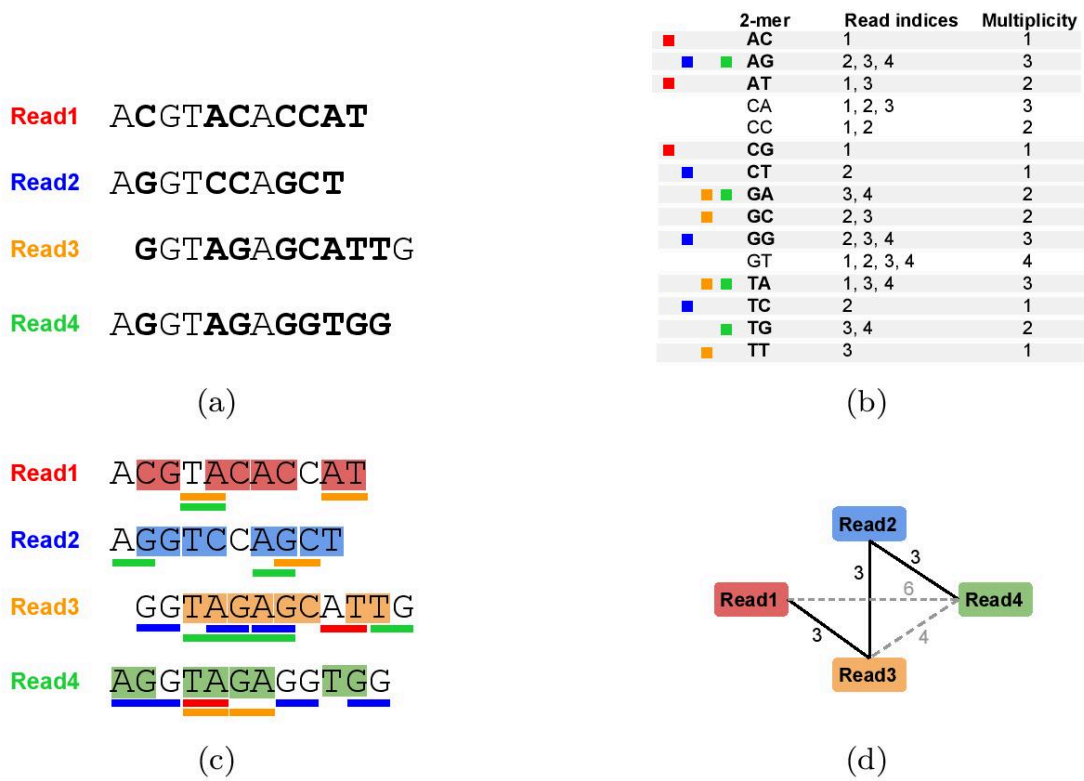 Read1 ACGTACACCAT
Read2 AGGTCCAGCT
Read3 GGTAGAGCATTG
Read4 AGGTAGAGGTGG
(a)
2-mer Read indices Multiplicity
AC 1 1
AG 2, 3, 4 3
AT 1, 3 2
CA 1, 2, 3 3
CC 1, 2 2
CG 1 1
CT 2 1
GA 3, 4 2
GC 2, 3 2
GG 2, 3, 4 3
GT 1, 2, 3, 4 4
TA 1, 3, 4 3
TC 2 1
TG 3, 4 2
TT 3 1
(b)
Read1 ACGTACACCAT
Read2 AGGTCCAGCT
Read3 GGTAGAGCATTG
Read4 AGGTAGAGGTGG
(c)
Read2
3 3
Read1 6 Read4
3 4
Read3
(d)